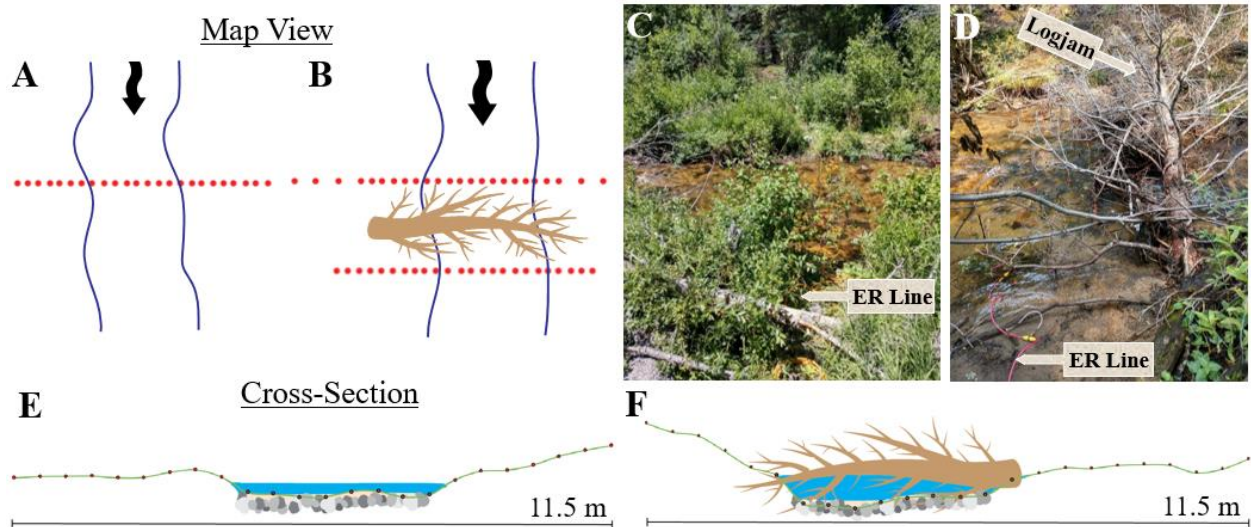 Map View
A
B
C
D
Logjam
ER Line
ER Line
Cross-Section
E
F
11.5 m
11.5 m